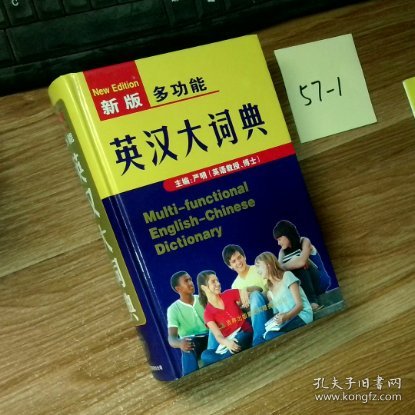 New Edition
新版
多功能
英汉大词典
主编:严明(英语教授、博士)
Multi-functional
English-Chinese
Dictionary
英汉大词典
57-1
孔夫子旧书网
www.kongfz.com